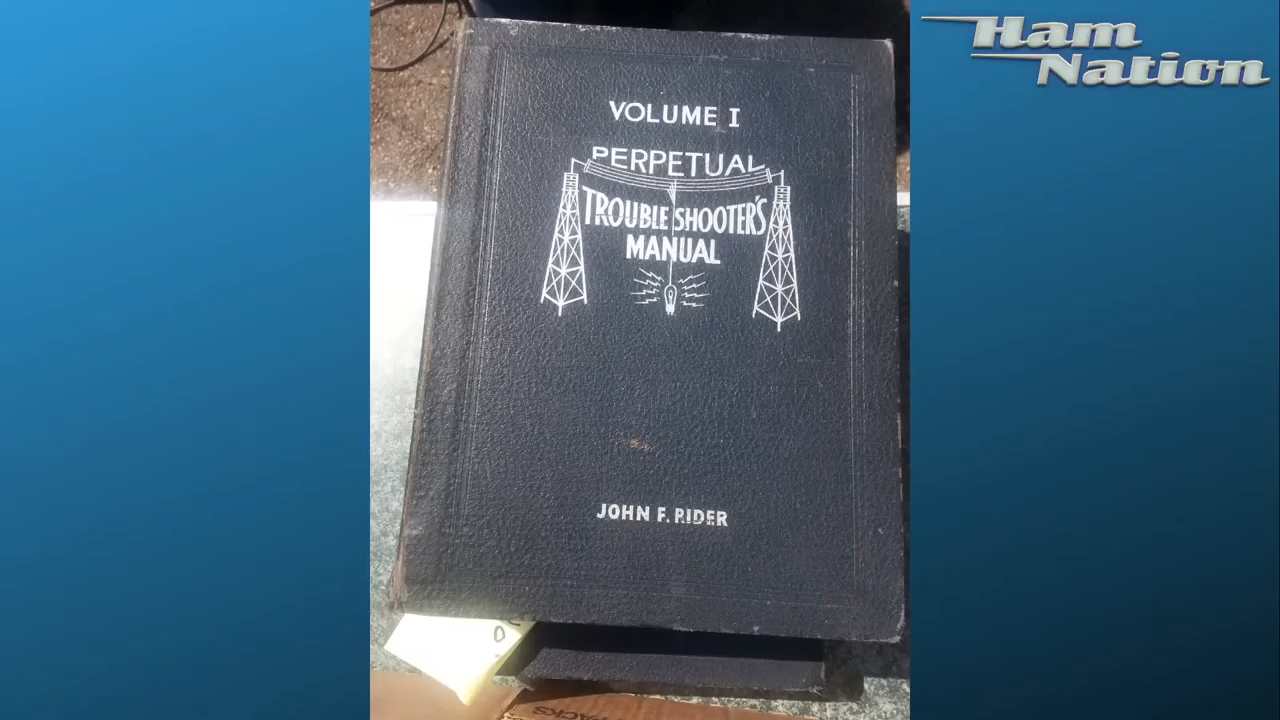 Ham
Nation
VOLUME I
PERPETUAL
TROUBLE SHOOTER'S
MANUAL
JOHN F. RIDER